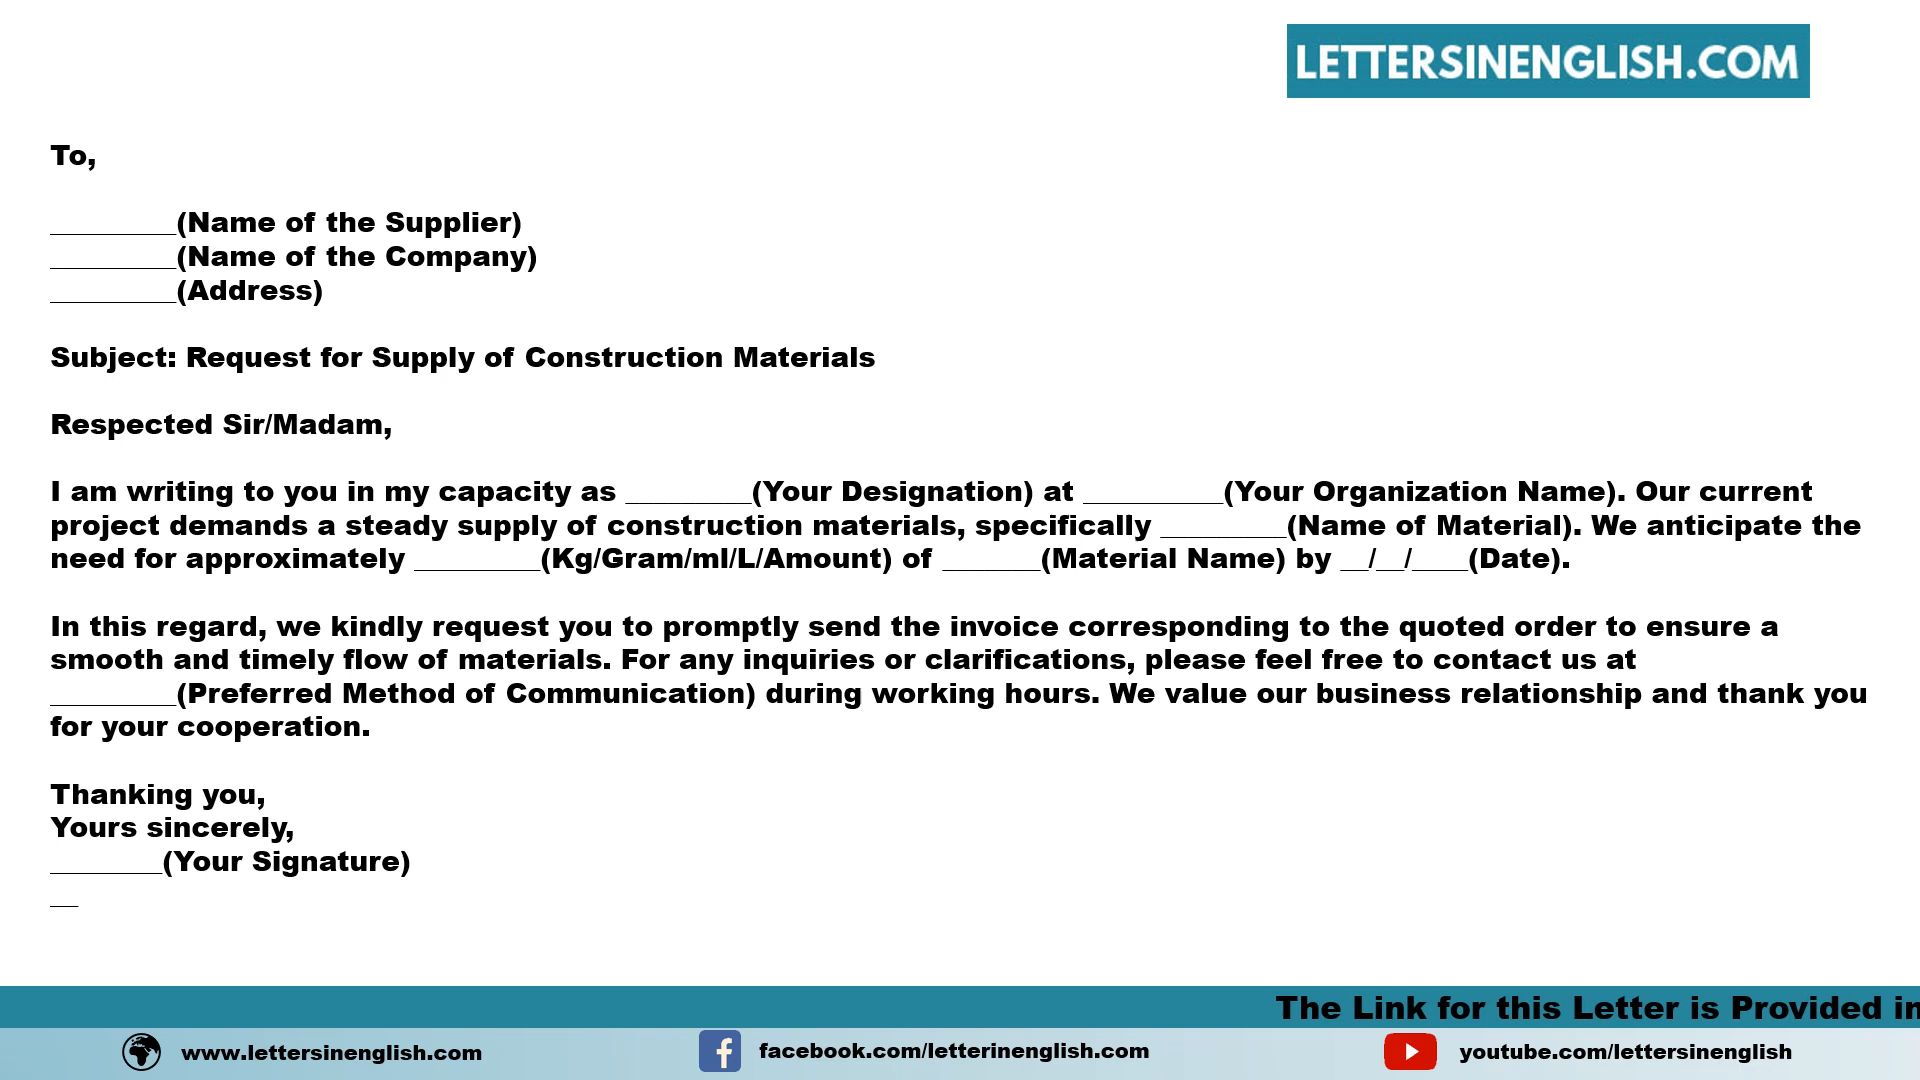 LETTERSINENGLISH.COM
To,
_________(Name of the Supplier)
_________(Name of the Company)
_________(Address)
Subject: Request for Supply of Construction Materials
Respected Sir/Madam,
I am writing to you in my capacity as _________(Your Designation) at __________(Your Organization Name). Our current
project demands a steady supply of construction materials, specifically _________(Name of Material). We anticipate the
need for approximately _________(Kg/Gram/ml/L/Amount) of _______(Material Name) by __/__/____(Date).
In this regard, we kindly request you to promptly send the invoice corresponding to the quoted order to ensure a
smooth and timely flow of materials. For any inquiries or clarifications, please feel free to contact us at
_________(Preferred Method of Communication) during working hours. We value our business relationship and thank you
for your cooperation.
Thanking you,
Yours sincerely,
________(Your Signature)
__
The Link for this Letter is Provided in
www.lettersinenglish.com
facebook.com/letterinenglish.com
youtube.com/lettersinenglish